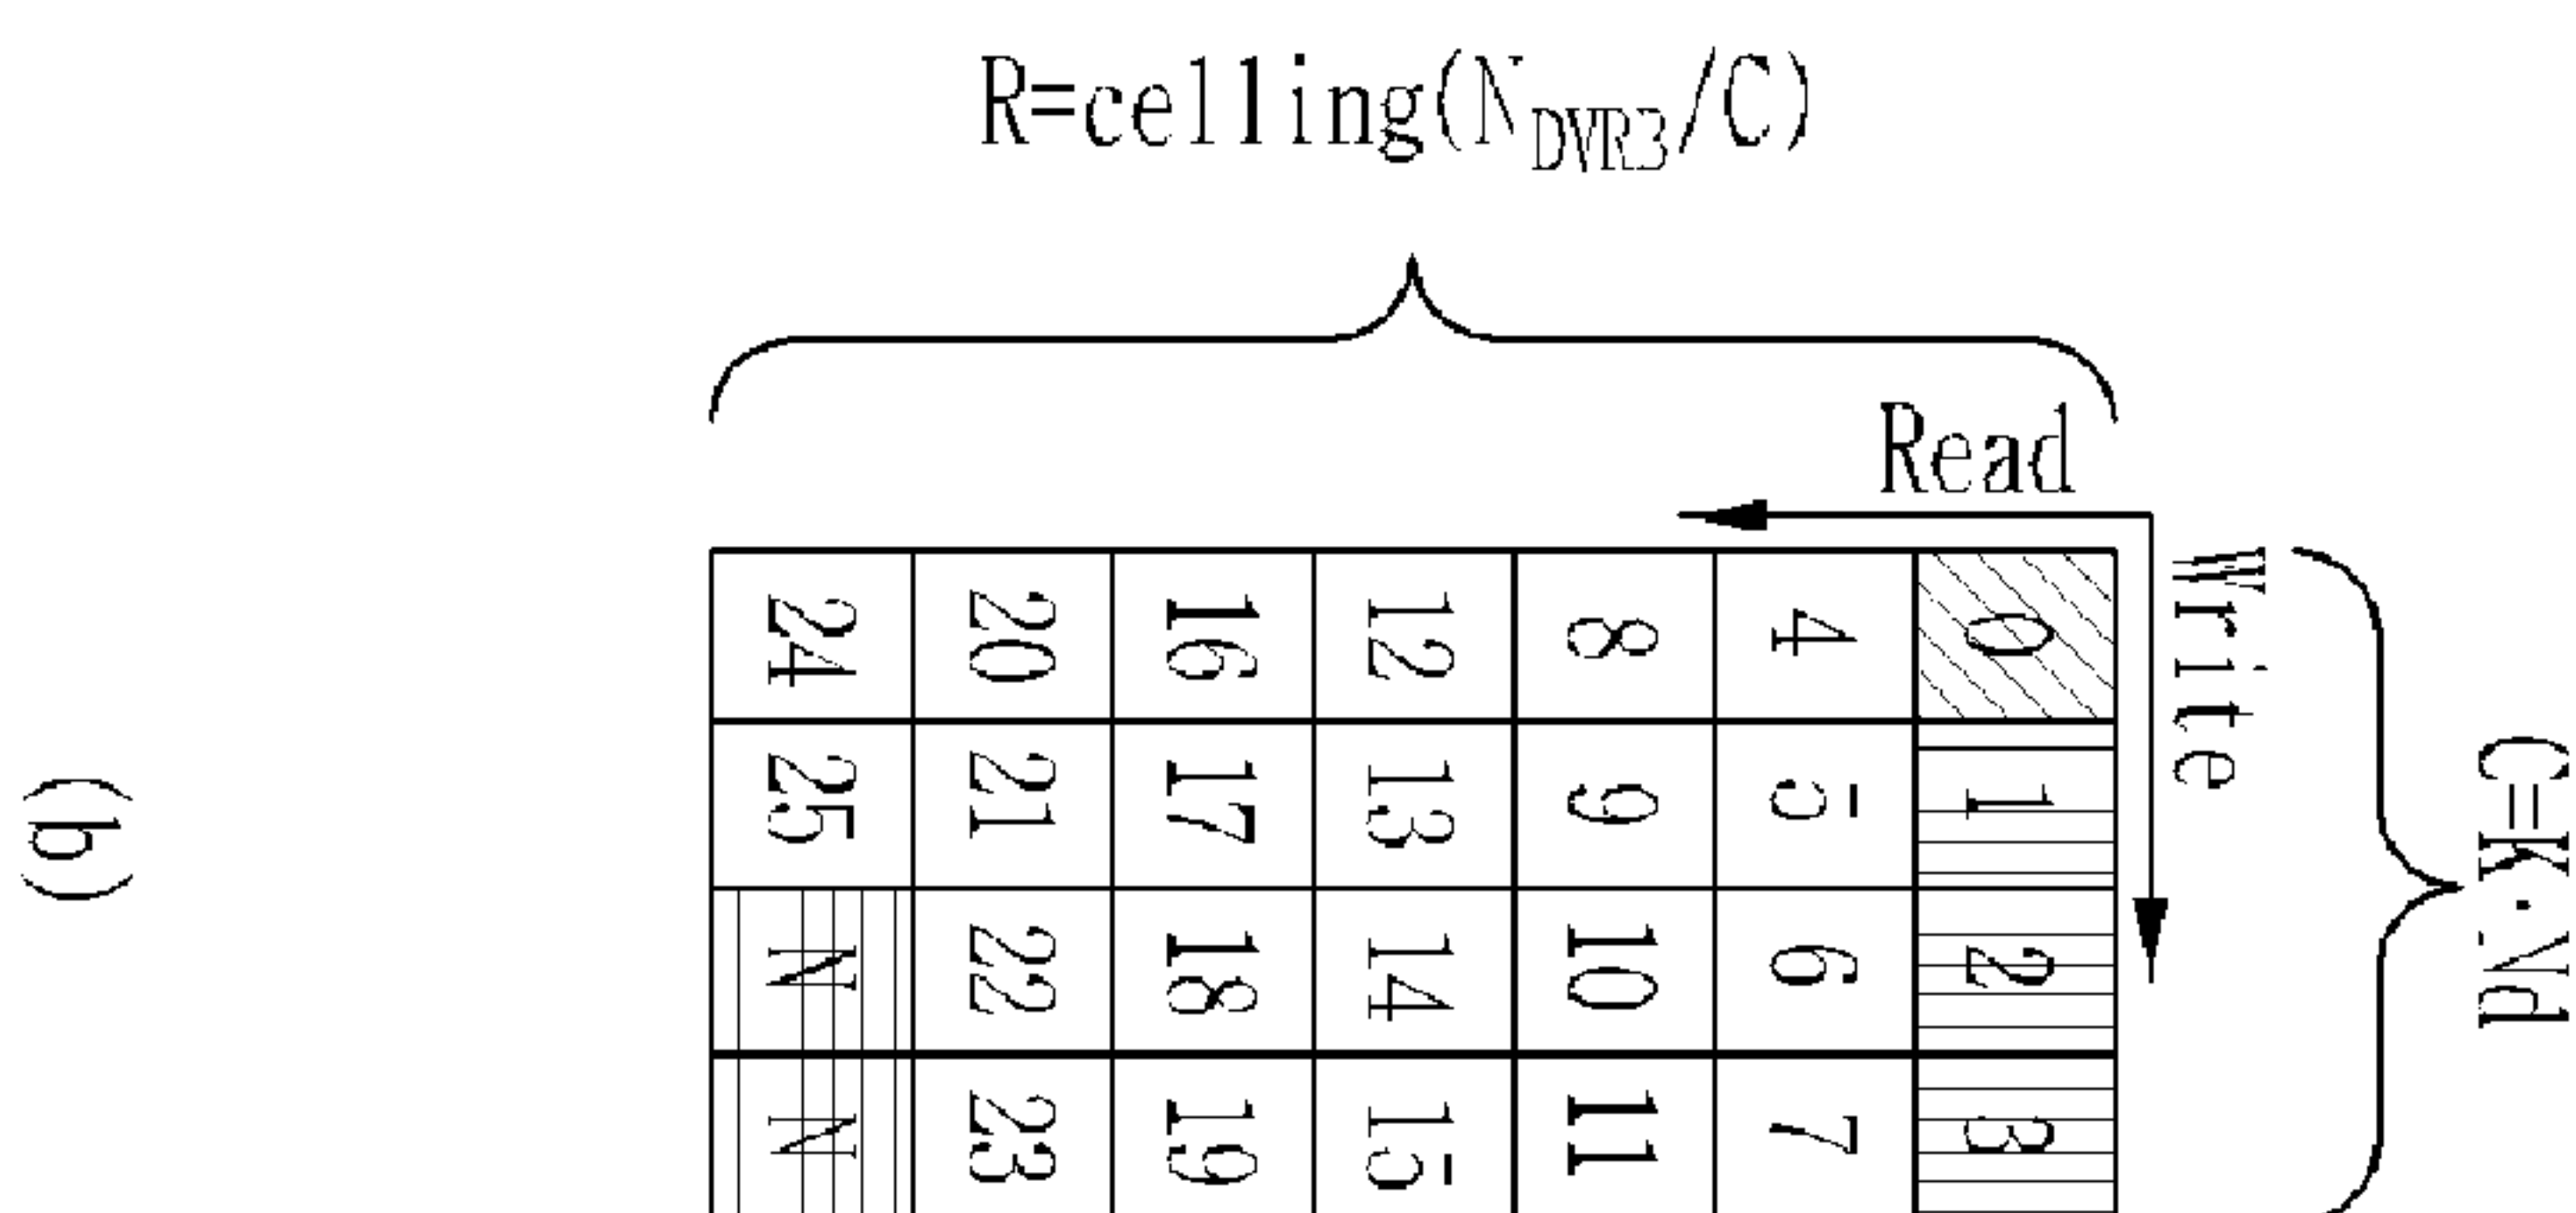 R=celling(N_DVR3/C)
Read
Write
C=K·Nd
0 1 2 3
4 5 6 7
8 9 10 11
12 13 14 15
16 17 18 19
20 21 22 23
24 25 N N
(b)